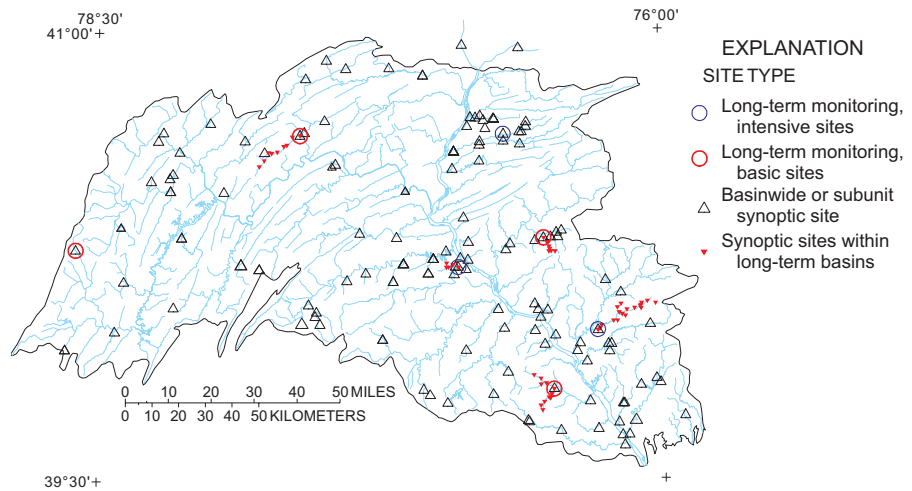 78°30'
41°00'+
76°00'
+
EXPLANATION
SITE TYPE
Long-term monitoring,
intensive sites
Long-term monitoring,
basic sites
Basinwide or subunit
synoptic site
Synoptic sites within
long-term basins
0 10 20 30 40 50 MILES
0 10 20 30 40 50 KILOMETERS
39°30'+
+